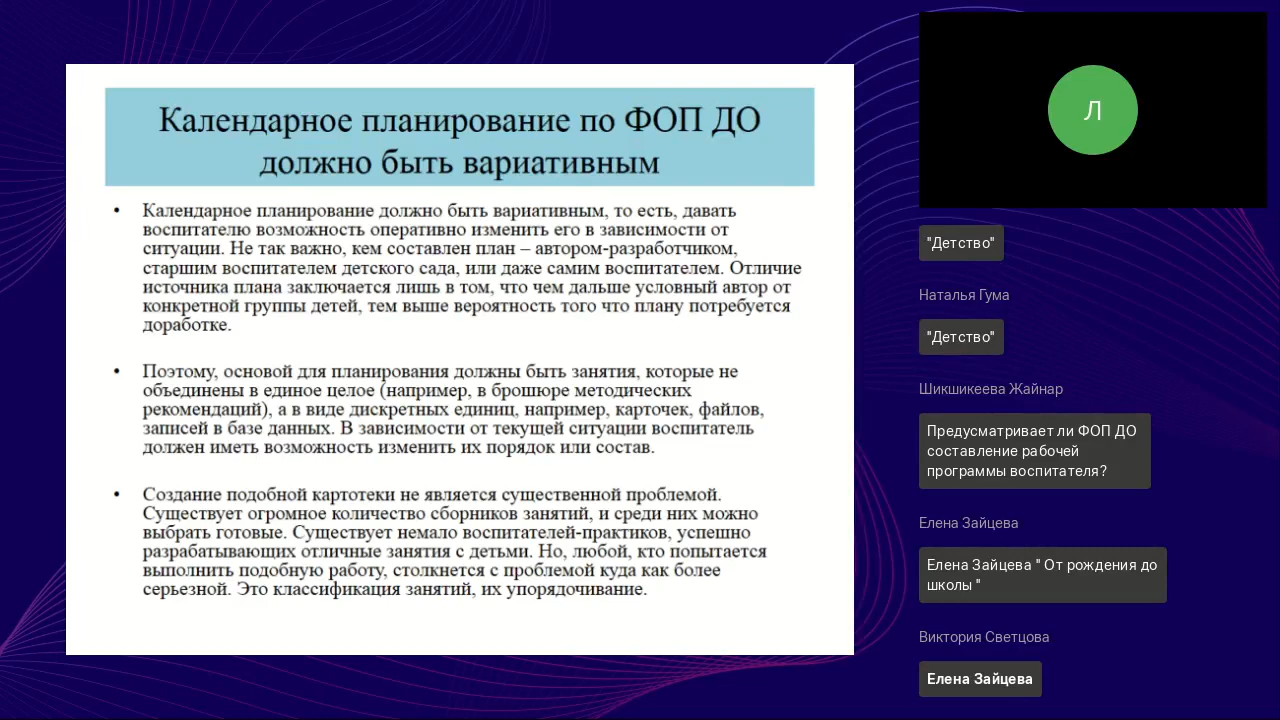 Календарное планирование по ФОП ДО
должно быть вариативным
• Календарное планирование должно быть вариативным, то есть, давать
воспитателю возможность оперативно изменить его в зависимости от
ситуации. Не так важно, кем составлен план – автором-разработчиком,
старшим воспитателем детского сада, или даже самим воспитателем. Отличие
источника плана заключается лишь в том, что чем дальше условный автор от
конкретной группы детей, тем выше вероятность того что плану потребуется
доработке.
• Поэтому, основой для планирования должны быть занятия, которые не
объединены в единое целое (например, в брошюре методических
рекомендаций), а в виде дискретных единиц, например, карточек, файлов,
записей в базе данных. В зависимости от текущей ситуации воспитатель
должен иметь возможность изменить их порядок или состав.
• Создание подобной картотеки не является существенной проблемой.
Существует огромное количество сборников занятий, и среди них можно
выбрать готовые. Существует немало воспитателей-практиков, успешно
разрабатывающих отличные занятия с детьми. Но, любой, кто попытается
выполнить подобную работу, столкнется с проблемой куда как более
серьезной. Это классификация занятий, их упорядочивание.
Л
"Детство"
Наталья Гума
"Детство"
Шикшикеева Жайнар
Предусматривает ли ФОП ДО
составление рабочей
программы воспитателя?
Елена Зайцева
Елена Зайцева " От рождения до
школы "
Виктория Светцова
Елена Зайцева